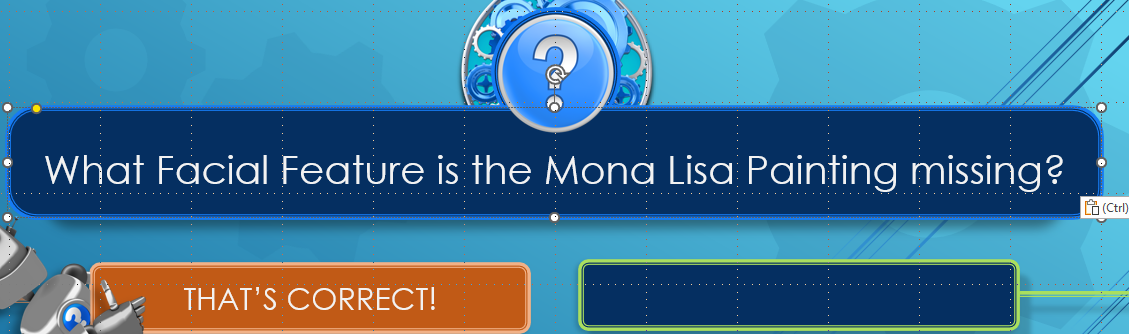 ?
What Facial Feature is the Mona Lisa Painting missing?
(Ctrl)
THAT'S CORRECT!
?